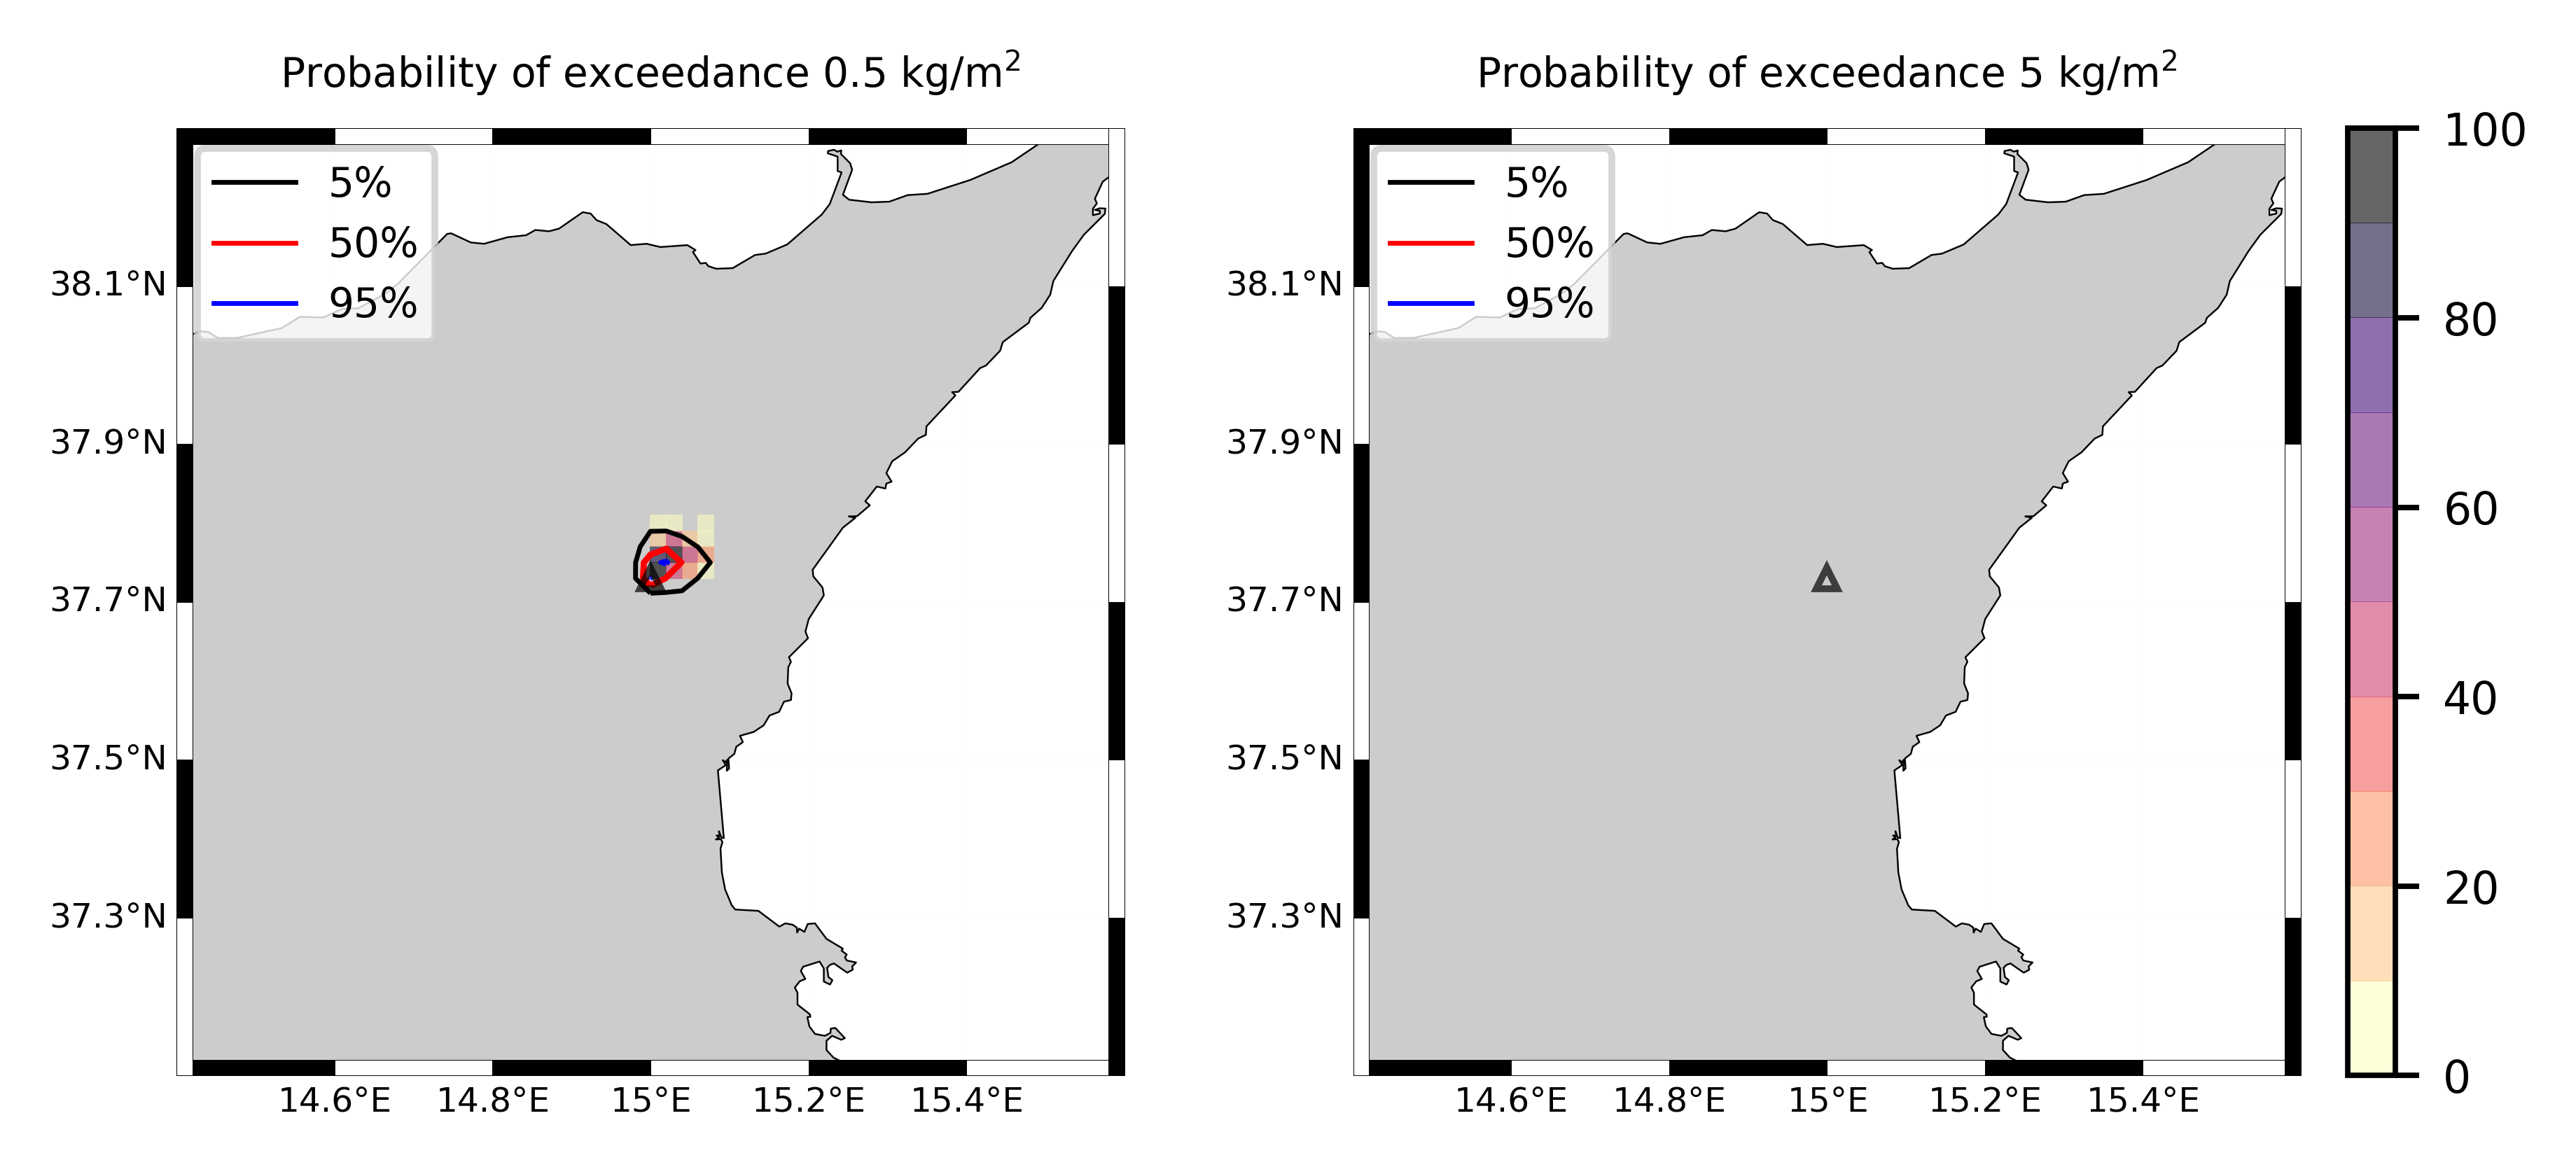 Probability of exceedance 0.5 kg/m²
5%
50%
95%
38.1°N
37.9°N
37.7°N
37.5°N
37.3°N
14.6°E 14.8°E 15°E 15.2°E 15.4°E
Probability of exceedance 5 kg/m²
5%
50%
95%
38.1°N
37.9°N
37.7°N
37.5°N
37.3°N
14.6°E 14.8°E 15°E 15.2°E 15.4°E
100
80
60
40
20
0